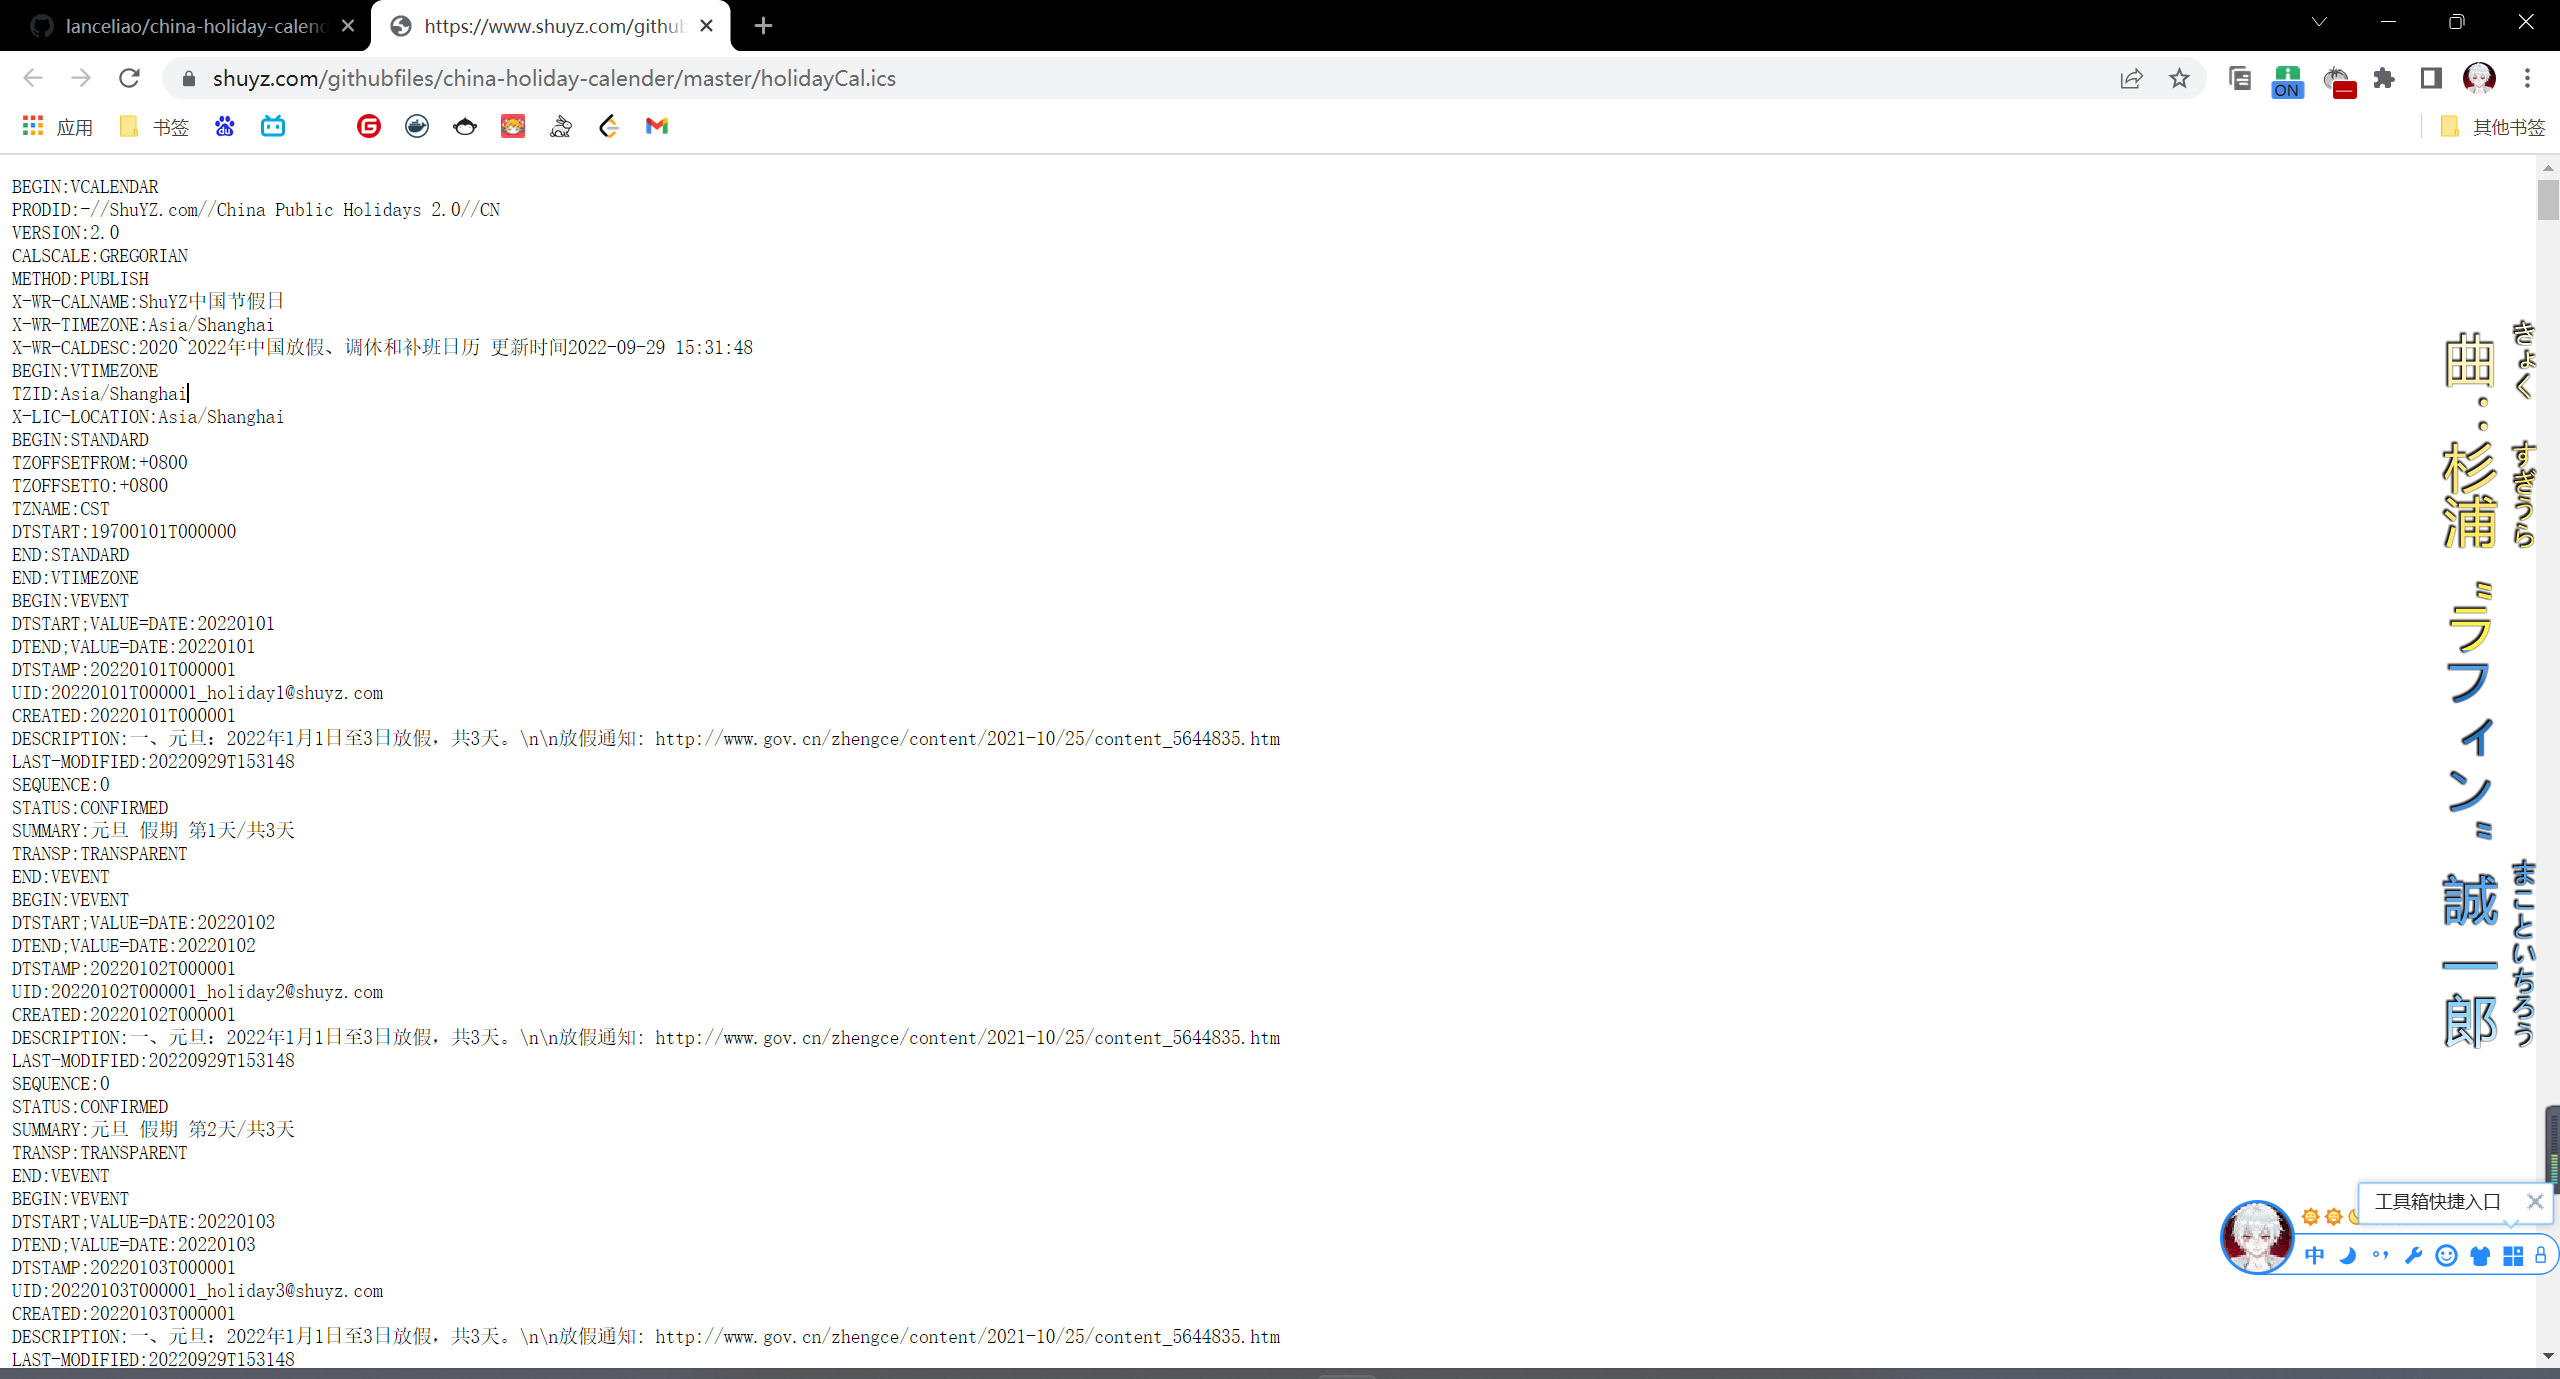 lanceliao/china-holiday-calend
https://www.shuyz.com/github
shuyz.com/githubfiles/china-holiday-calender/master/holidayCal.ics
ON
应用
书签
其他书签
BEGIN:VCALENDAR
PRODID:-//ShuYZ.com//China Public Holidays 2.0//CN
VERSION:2.0
CALSCALE:GREGORIAN
METHOD:PUBLISH
X-WR-CALNAME:ShuYZ中国节假日
X-WR-TIMEZONE:Asia/Shanghai
X-WR-CALDESC:2020~2022年中国放假、调休和补班日历 更新时间2022-09-29 15:31:48
BEGIN:VTIMEZONE
TZID:Asia/Shanghai
X-LIC-LOCATION:Asia/Shanghai
BEGIN:STANDARD
TZOFFSETFROM:+0800
TZOFFSETTO:+0800
TZNAME:CST
DTSTART:19700101T000000
END:STANDARD
END:VTIMEZONE
BEGIN:VEVENT
DTSTART;VALUE=DATE:20220101
DTEND;VALUE=DATE:20220101
DTSTAMP:20220101T000001
UID:20220101T000001_holiday1@shuyz.com
CREATED:20220101T000001
DESCRIPTION:一、元旦：2022年1月1日至3日放假，共3天。\n\n放假通知: http://www.gov.cn/zhengce/content/2021-10/25/content_5644835.htm
LAST-MODIFIED:20220929T153148
SEQUENCE:0
STATUS:CONFIRMED
SUMMARY:元旦 假期 第1天/共3天
TRANSP:TRANSPARENT
END:VEVENT
BEGIN:VEVENT
DTSTART;VALUE=DATE:20220102
DTEND;VALUE=DATE:20220102
DTSTAMP:20220102T000001
UID:20220102T000001_holiday2@shuyz.com
CREATED:20220102T000001
DESCRIPTION:一、元旦：2022年1月1日至3日放假，共3天。\n\n放假通知: http://www.gov.cn/zhengce/content/2021-10/25/content_5644835.htm
LAST-MODIFIED:20220929T153148
SEQUENCE:0
STATUS:CONFIRMED
SUMMARY:元旦 假期 第2天/共3天
TRANSP:TRANSPARENT
END:VEVENT
BEGIN:VEVENT
DTSTART;VALUE=DATE:20220103
DTEND;VALUE=DATE:20220103
DTSTAMP:20220103T000001
UID:20220103T000001_holiday3@shuyz.com
CREATED:20220103T000001
DESCRIPTION:一、元旦：2022年1月1日至3日放假，共3天。\n\n放假通知: http://www.gov.cn/zhengce/content/2021-10/25/content_5644835.htm
LAST-MODIFIED:20220929T153148
きょく すぎうら まこといちろう
曲：杉浦〝ラフィン〟誠一郎
工具箱快捷入口
中